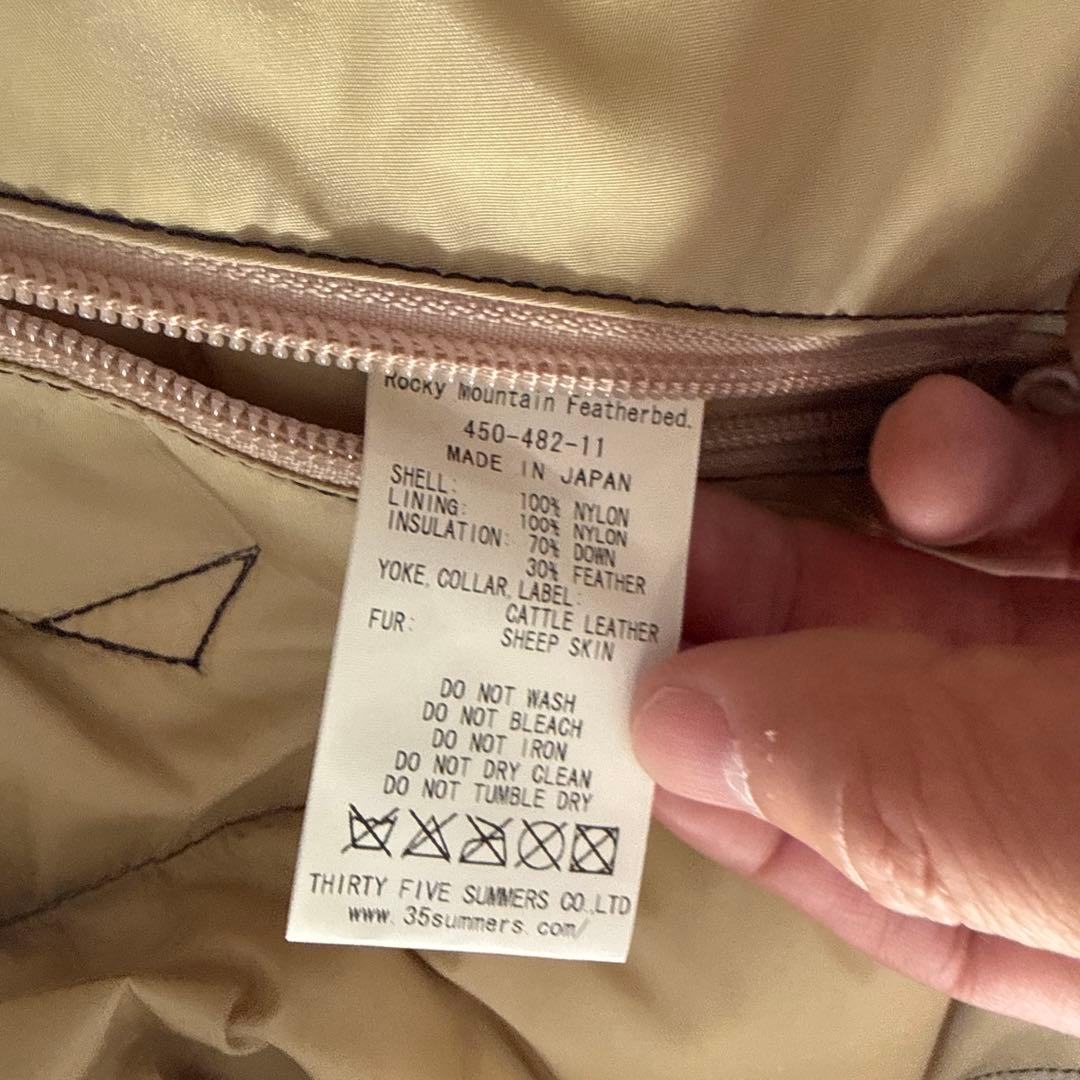 Rocky Mountain Featherbed.
450-482-11
MADE IN JAPAN
SHELL: 100% NYLON
LINING: 100% NYLON
INSULATION: 70% DOWN
30% FEATHER
YOKE, COLLAR, LABEL:
CATTLE LEATHER
FUR: SHEEP SKIN
DO NOT WASH
DO NOT BLEACH
DO NOT IRON
DO NOT DRY CLEAN
DO NOT TUMBLE DRY
THIRTY FIVE SUMMERS CO.,LTD
www.35summers.com/